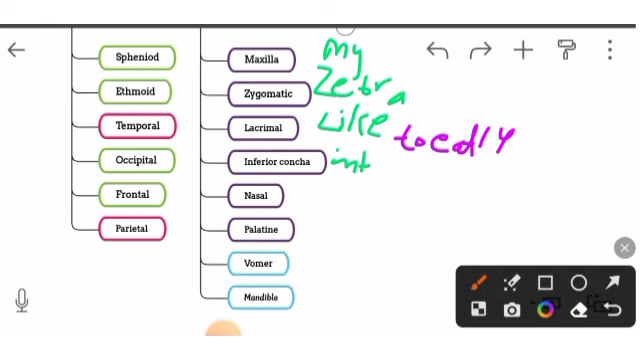 Spheniod
Ethmoid
Temporal
Occipital
Frontal
Parietal
Maxilla
Zygomatic
Lacrimal
Inferior concha
Nasal
Palatine
Vomer
Mandible
my
Zebra
Like
int